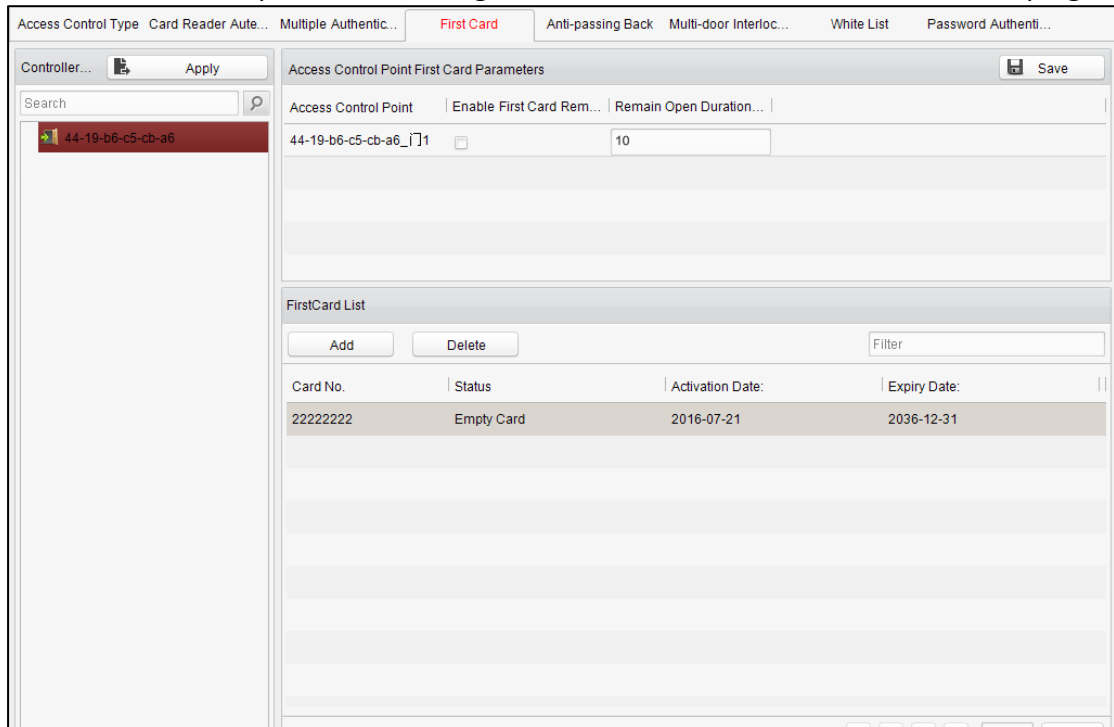 Access Control Type Card Reader Aute... Multiple Authentic... First Card Anti-passing Back Multi-door Interloc... White List Password Authenti...
Controller... Apply
Search
44-19-b6-c5-cb-a6
Access Control Point First Card Parameters Save
Access Control Point Enable First Card Rem... Remain Open Duration...
44-19-b6-c5-cb-a6_门1 10
FirstCard List
Add Delete Filter
Card No. Status Activation Date: Expiry Date:
22222222 Empty Card 2016-07-21 2036-12-31